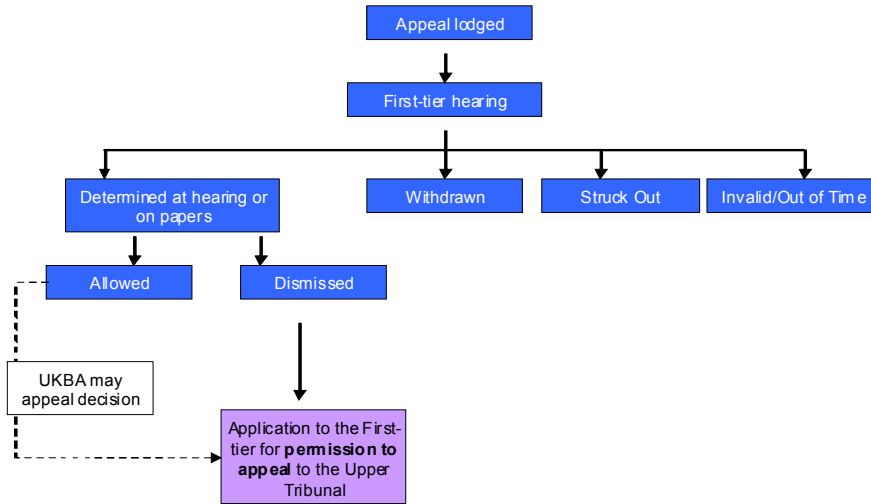 Appeal lodged
First-tier hearing
Determined at hearing or
on papers
Withdrawn
Struck Out
Invalid/Out of Time
Allowed
Dismissed
UKBA may
appeal decision
Application to the First-
tier for permission to
appeal to the Upper
Tribunal